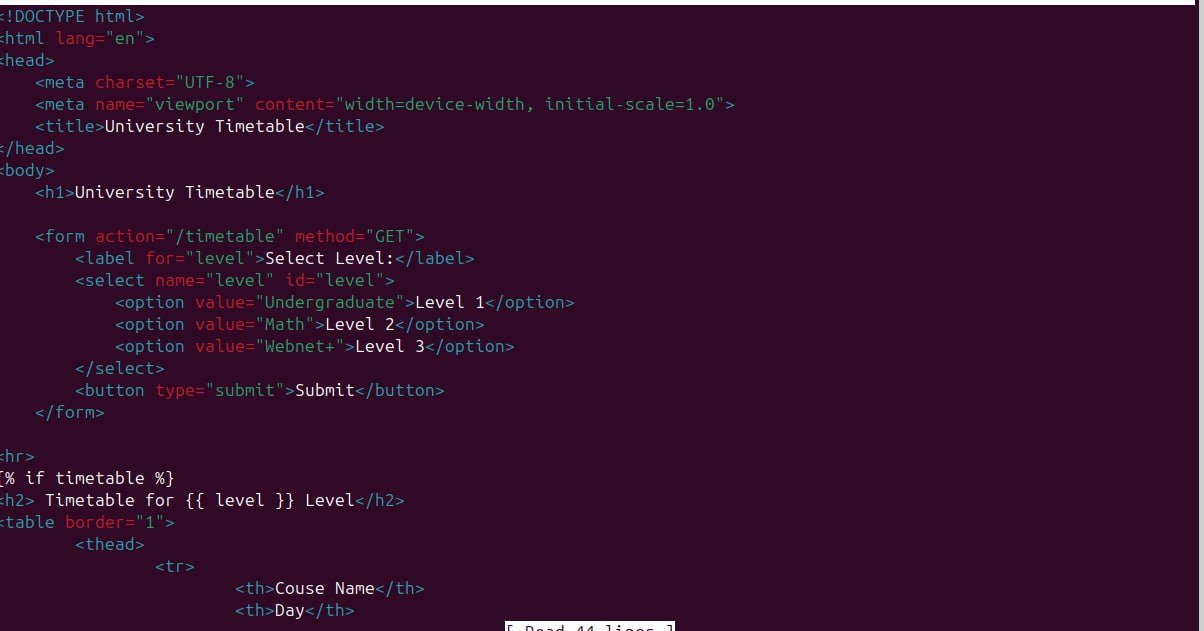 <!DOCTYPE html>
<html lang="en">
<head>
    <meta charset="UTF-8">
    <meta name="viewport" content="width=device-width, initial-scale=1.0">
    <title>University Timetable</title>
</head>
<body>
    <h1>University Timetable</h1>

    <form action="/timetable" method="GET">
        <label for="level">Select Level:</label>
        <select name="level" id="level">
            <option value="Undergraduate">Level 1</option>
            <option value="Math">Level 2</option>
            <option value="Webnet+">Level 3</option>
        </select>
        <button type="submit">Submit</button>
    </form>

<hr>
{% if timetable %}
<h2> Timetable for {{ level }} Level</h2>
<table border="1">
        <thead>
                <tr>
                        <th>Couse Name</th>
                        <th>Day</th>
[ Read 44 lines ]